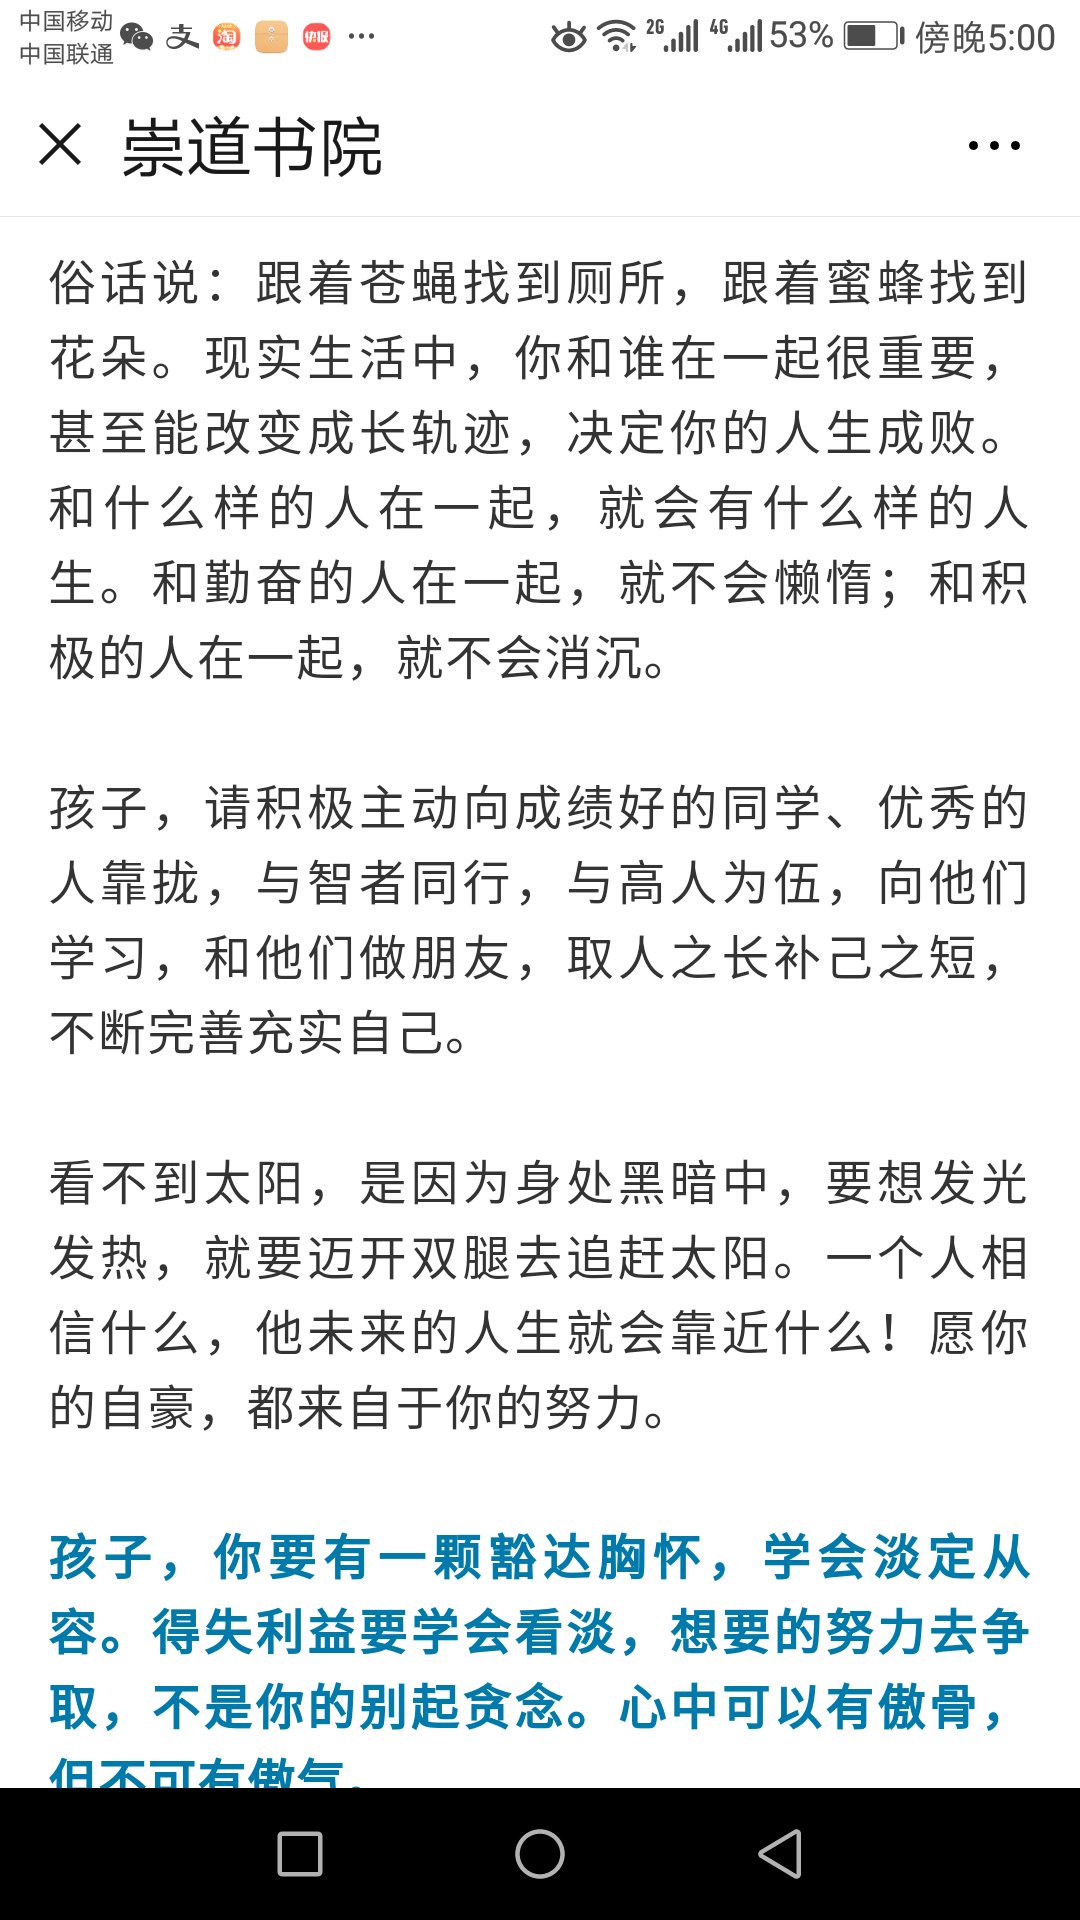 中国移动
中国联通
支 淘 快报 ... 2G 4G 53% 傍晚5:00
崇道书院
俗话说：跟着苍蝇找到厕所，跟着蜜蜂找到
花朵。现实生活中，你和谁在一起很重要，
甚至能改变成长轨迹，决定你的人生成败。
和什么样的人在一起，就会有什么样的人
生。和勤奋的人在一起，就不会懒惰；和积
极的人在一起，就不会消沉。
孩子，请积极主动向成绩好的同学、优秀的
人靠拢，与智者同行，与高人为伍，向他们
学习，和他们做朋友，取人之长补己之短，
不断完善充实自己。
看不到太阳，是因为身处黑暗中，要想发光
发热，就要迈开双腿去追赶太阳。一个人相
信什么，他未来的人生就会靠近什么！愿你
的自豪，都来自于你的努力。
孩子，你要有一颗豁达胸怀，学会淡定从
容。得失利益要学会看淡，想要的努力去争
取，不是你的别起贪念。心中可以有傲骨，
但不可有傲气。